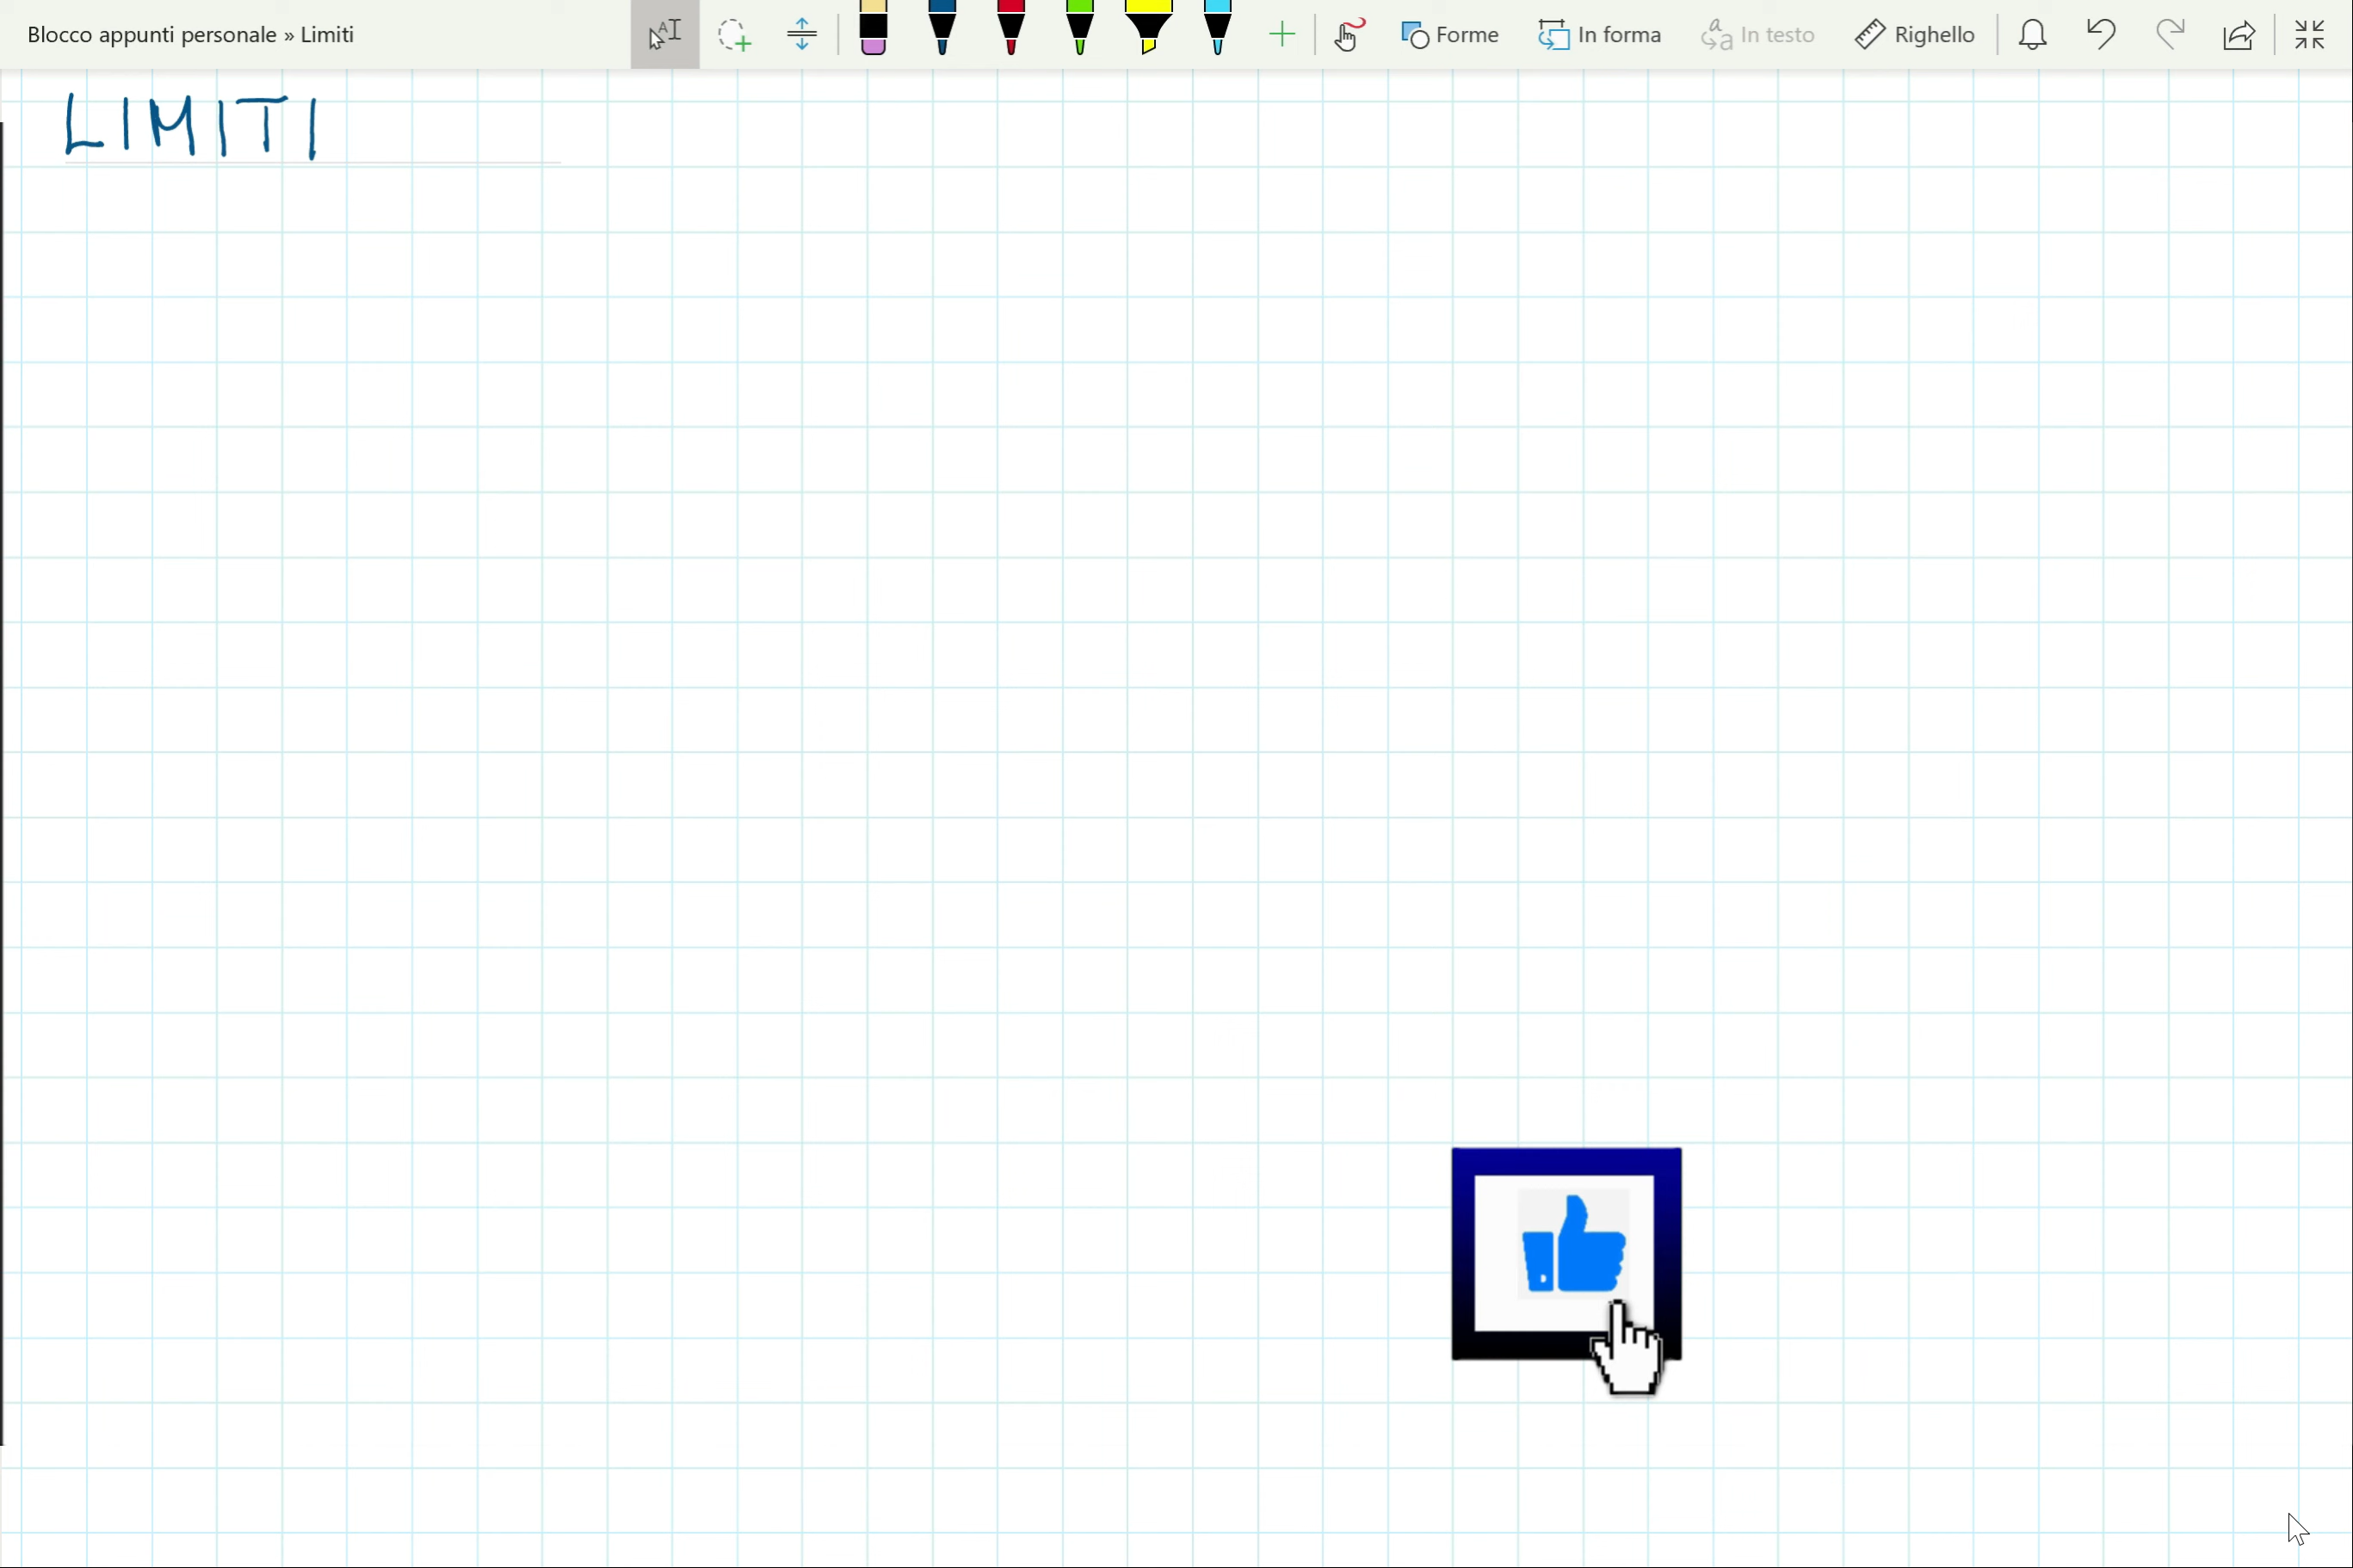 Blocco appunti personale » Limiti
Forme
In forma
In testo
Righello
LIMITI